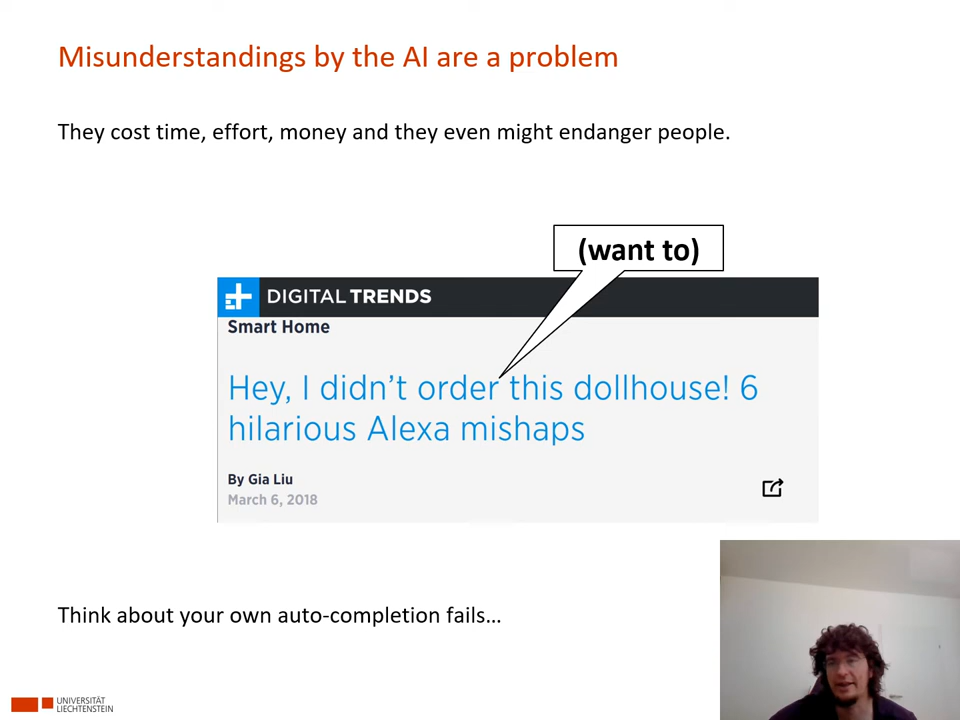 Misunderstandings by the AI are a problem
They cost time, effort, money and they even might endanger people.
(want to)
DIGITAL TRENDS
Smart Home
Hey, I didn't order this dollhouse! 6
hilarious Alexa mishaps
By Gia Liu
March 6, 2018
Think about your own auto-completion fails…
UNIVERSITÄT
LIECHTENSTEIN